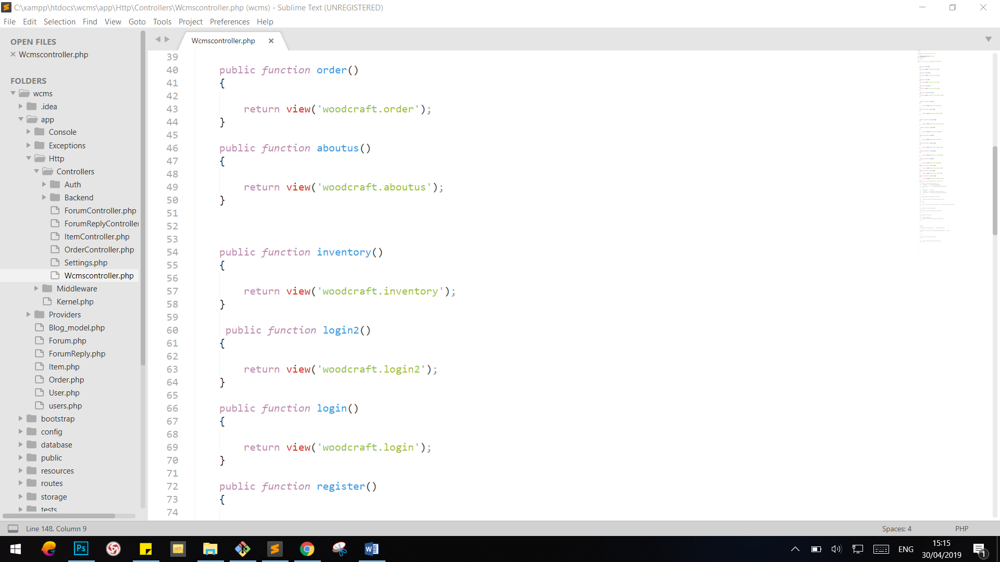 C:\xampp\htdocs\wcms\app\Http\Controllers\Wcmscontroller.php (wcms) - Sublime Text (UNREGISTERED)
File Edit Selection Find View Goto Tools Project Preferences Help
OPEN FILES
Wcmscontroller.php
FOLDERS
wcms
.idea
app
Console
Exceptions
Http
Controllers
Auth
Backend
ForumController.php
ForumReplyController
ItemController.php
OrderController.php
Settings.php
Wcmscontroller.php
Middleware
Kernel.php
Providers
Blog_model.php
Forum.php
ForumReply.php
Item.php
Order.php
User.php
users.php
bootstrap
config
database
public
resources
routes
storage
tests
Wcmscontroller.php
39
40 public function order()
41 {
42
43 return view('woodcraft.order');
44 }
45
46 public function aboutus()
47 {
48
49 return view('woodcraft.aboutus');
50 }
51
52
53
54 public function inventory()
55 {
56
57 return view('woodcraft.inventory');
58 }
59
60 public function login2()
61 {
62
63 return view('woodcraft.login2');
64 }
65
66 public function login()
67 {
68
69 return view('woodcraft.login');
70 }
71
72 public function register()
73 {
74
Line 148, Column 9
Spaces: 4
PHP
Ps
ENG
15:15
30/04/2019
1